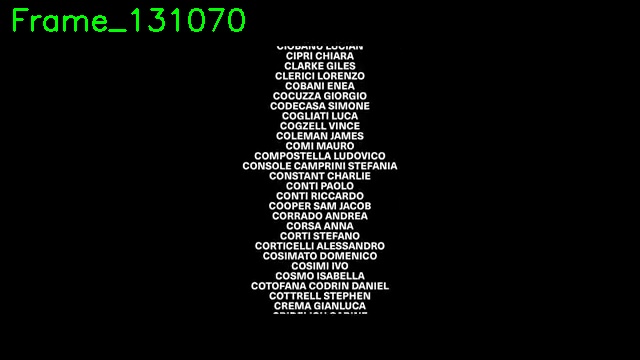 Frame_131070
CIOBANU LUCIAN
CIPRI CHIARA
CLARKE GILES
CLERICI LORENZO
COBANI ENEA
COCUZZA GIORGIO
CODECASA SIMONE
COGLIATI LUCA
COGZELL VINCE
COLEMAN JAMES
COMI MAURO
COMPOSTELLA LUDOVICO
CONSOLE CAMPRINI STEFANIA
CONSTANT CHARLIE
CONTI PAOLO
CONTI RICCARDO
COOPER SAM JACOB
CORRADO ANDREA
CORSA ANNA
CORTI STEFANO
CORTICELLI ALESSANDRO
COSIMATO DOMENICO
COSIMI IVO
COSMO ISABELLA
COTOFANA CODRIN DANIEL
COTTRELL STEPHEN
CREMA GIANLUCA